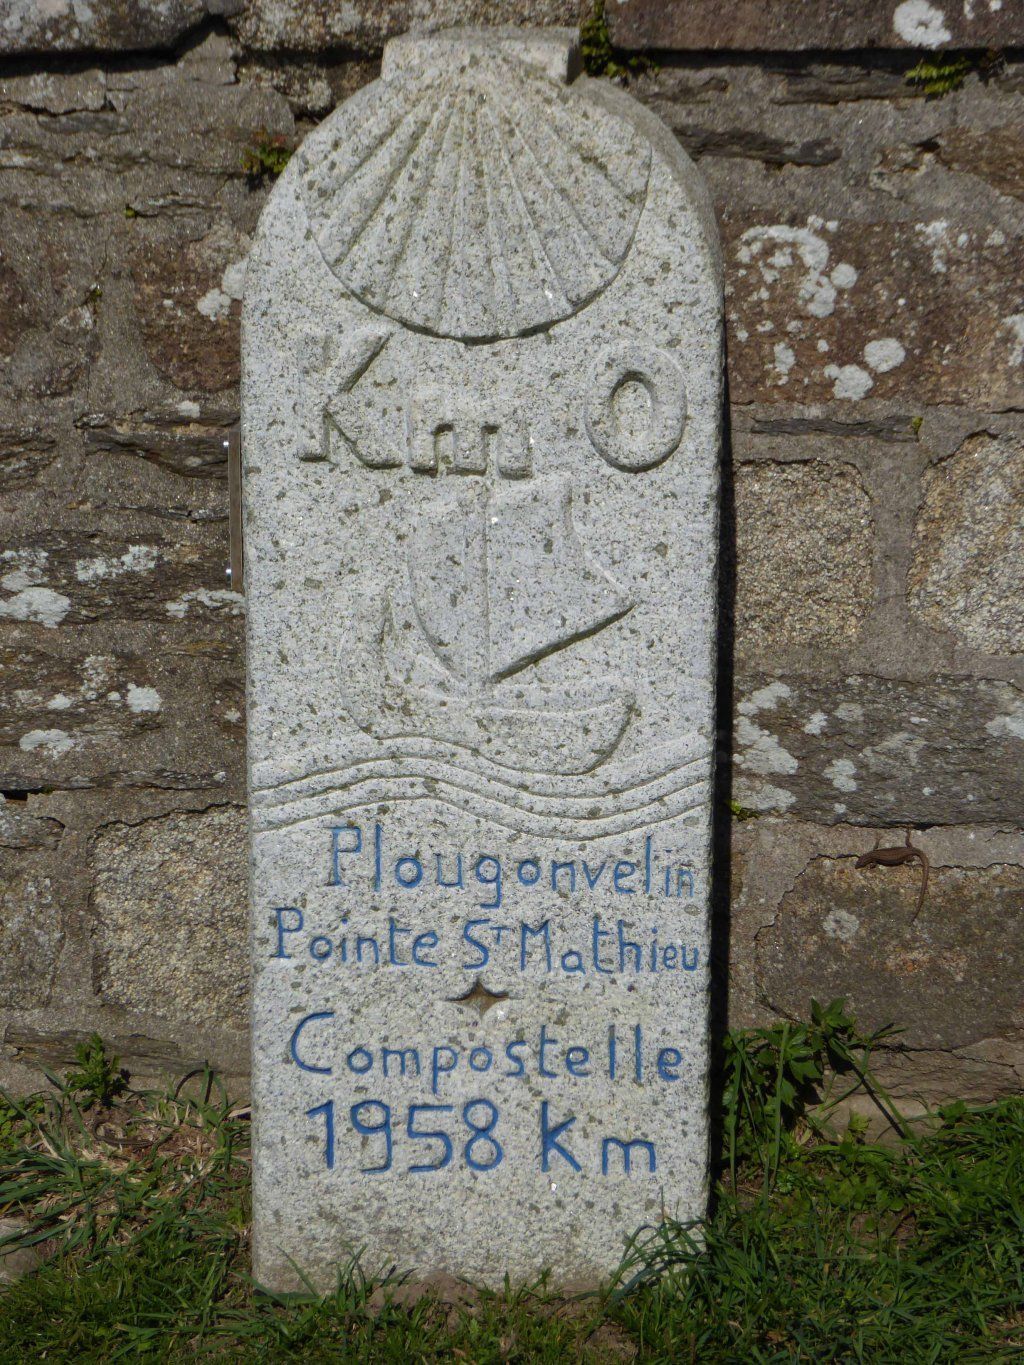 Km 0
Plougonvelin
Pointe ST Mathieu
Compostelle
1958 km